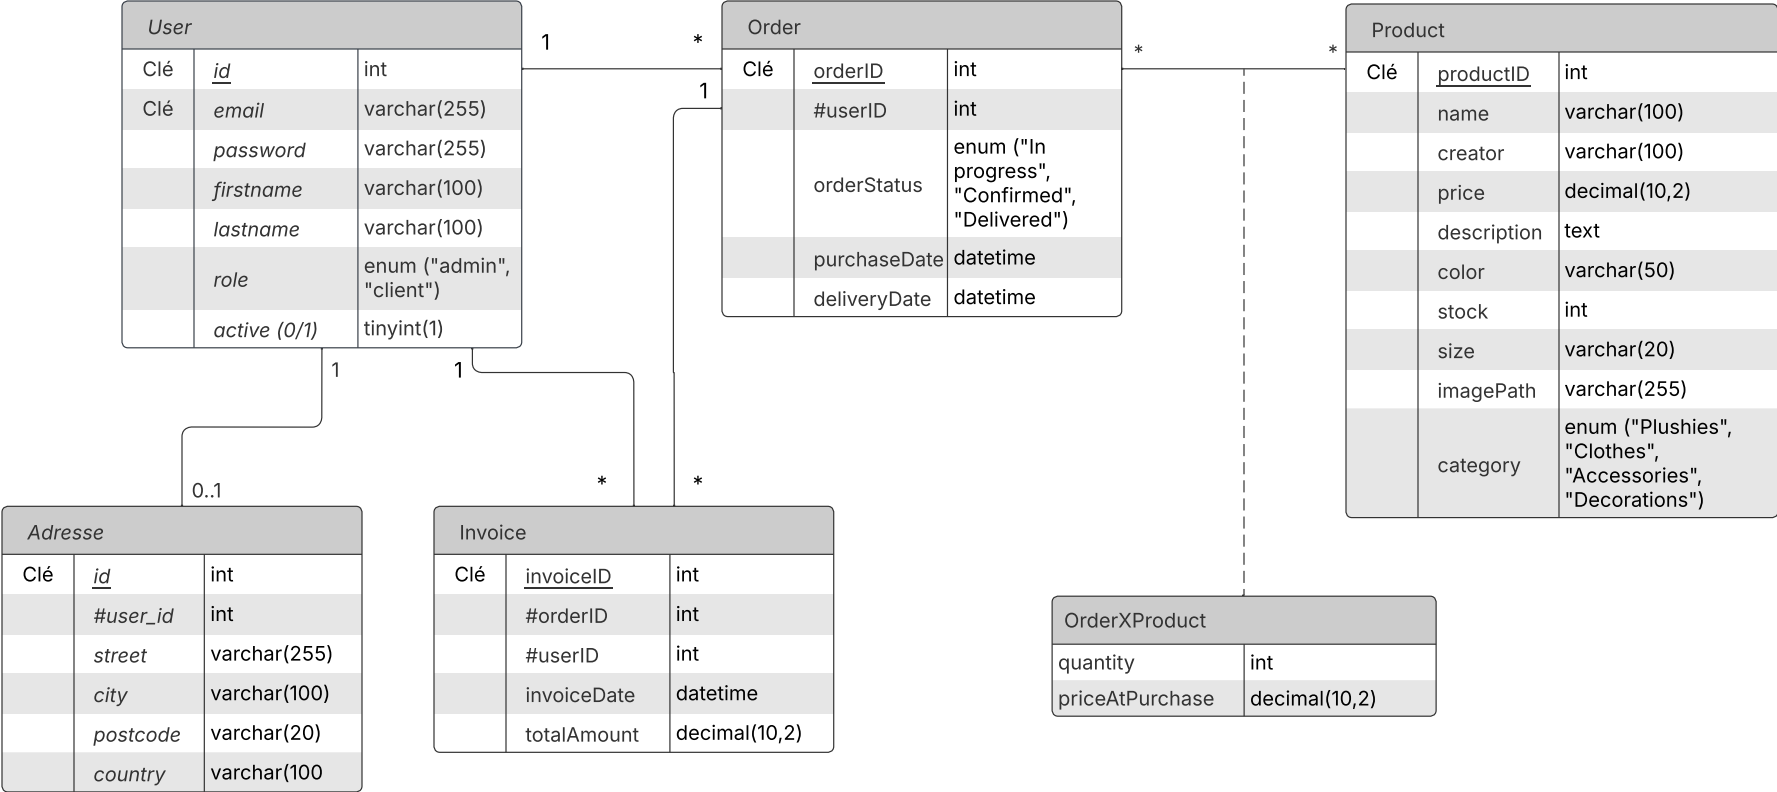 User
Clé id int
Clé email varchar(255)
password varchar(255)
firstname varchar(100)
lastname varchar(100)
role enum ("admin",
"client")
active (0/1) tinyint(1)
1 *
1
Order
Clé orderID int
#userID int
orderStatus enum ("In
progress",
"Confirmed",
"Delivered")
purchaseDate datetime
deliveryDate datetime
* *
Product
Clé productID int
name varchar(100)
creator varchar(100)
price decimal(10,2)
description text
color varchar(50)
stock int
size varchar(20)
imagePath varchar(255)
category enum ("Plushies",
"Clothes",
"Accessories",
"Decorations")
1 1
0..1 * *
Adresse
Clé id int
#user_id int
street varchar(255)
city varchar(100)
postcode varchar(20)
country varchar(100
Invoice
Clé invoiceID int
#orderID int
#userID int
invoiceDate datetime
totalAmount decimal(10,2)
OrderXProduct
quantity int
priceAtPurchase decimal(10,2)